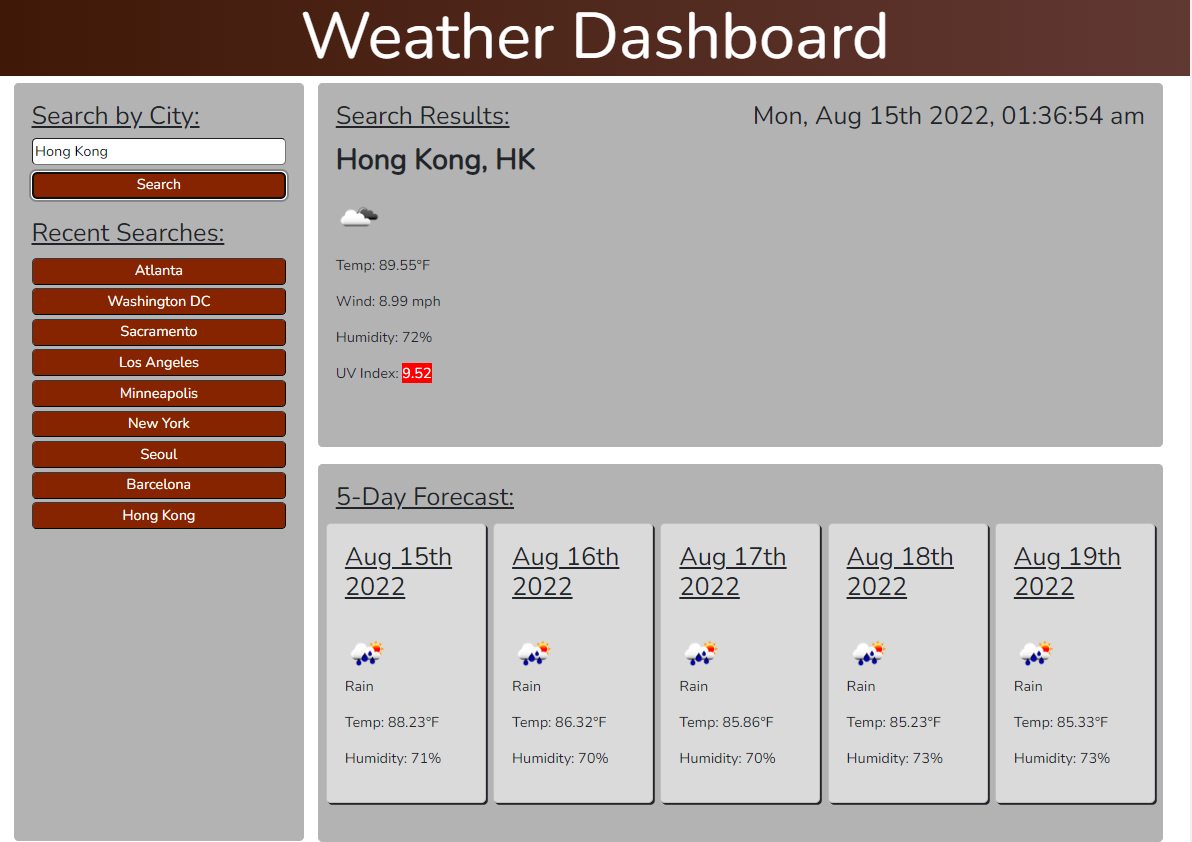 Weather Dashboard
Search by City:
Hong Kong
Search
Recent Searches:
Atlanta
Washington DC
Sacramento
Los Angeles
Minneapolis
New York
Seoul
Barcelona
Hong Kong
Search Results:
Mon, Aug 15th 2022, 01:36:54 am
Hong Kong, HK
Temp: 89.55°F
Wind: 8.99 mph
Humidity: 72%
UV Index: 9.52
5-Day Forecast:
Aug 15th
2022
Rain
Temp: 88.23°F
Humidity: 71%
Aug 16th
2022
Rain
Temp: 86.32°F
Humidity: 70%
Aug 17th
2022
Rain
Temp: 85.86°F
Humidity: 70%
Aug 18th
2022
Rain
Temp: 85.23°F
Humidity: 73%
Aug 19th
2022
Rain
Temp: 85.33°F
Humidity: 73%